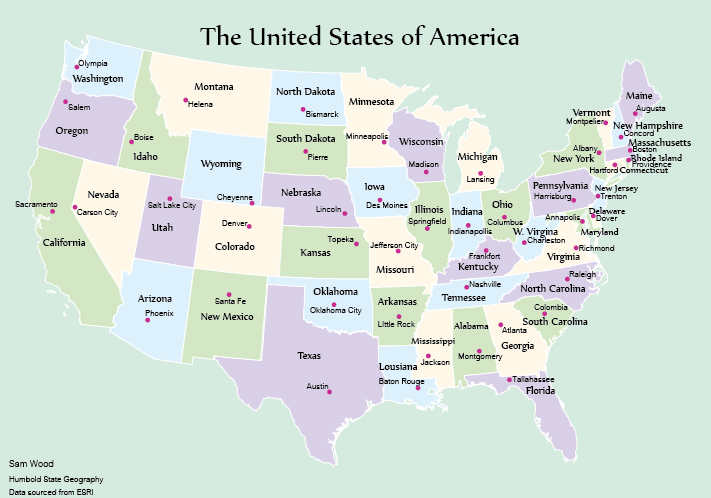 The United States of America
Olympia
Washington
Salem
Oregon
Boise
Idaho
Montana
Helena
North Dakota
Bismarck
South Dakota
Pierre
Minnesota
Minneapolis
Wisconsin
Madison
Michigan
Lansing
Wyoming
Cheyenne
Nebraska
Lincoln
Iowa
Des Moines
Illinois
Springfield
Indiana
Indianapolis
Ohio
Columbus
Maine
Augusta
Vermont
Montpelier
New Hampshire
Concord
Massachusetts
Boston
Rhode Island
Providence
Hartford
Connecticut
Albany
New York
Pennsylvania
Harrisburg
New Jersey
Trenton
Delaware
Dover
Annapolis
Maryland
W. Virgina
Charleston
Virginia
Richmond
Sacramento
California
Nevada
Carson City
Salt Lake City
Utah
Denver
Colorado
Topeka
Kansas
Jefferson City
Missouri
Frankfort
Kentucky
Nashville
Tennessee
Raleigh
North Carolina
Colombia
South Carolina
Arizona
Phoenix
Santa Fe
New Mexico
Oklahoma
Oklahoma City
Arkansas
Little Rock
Texas
Austin
Lousiana
Baton Rouge
Mississippi
Jackson
Alabama
Montgomery
Atlanta
Georgia
Tallahassee
Florida
Sam Wood
Humbold State Geography
Data sourced from ESRI